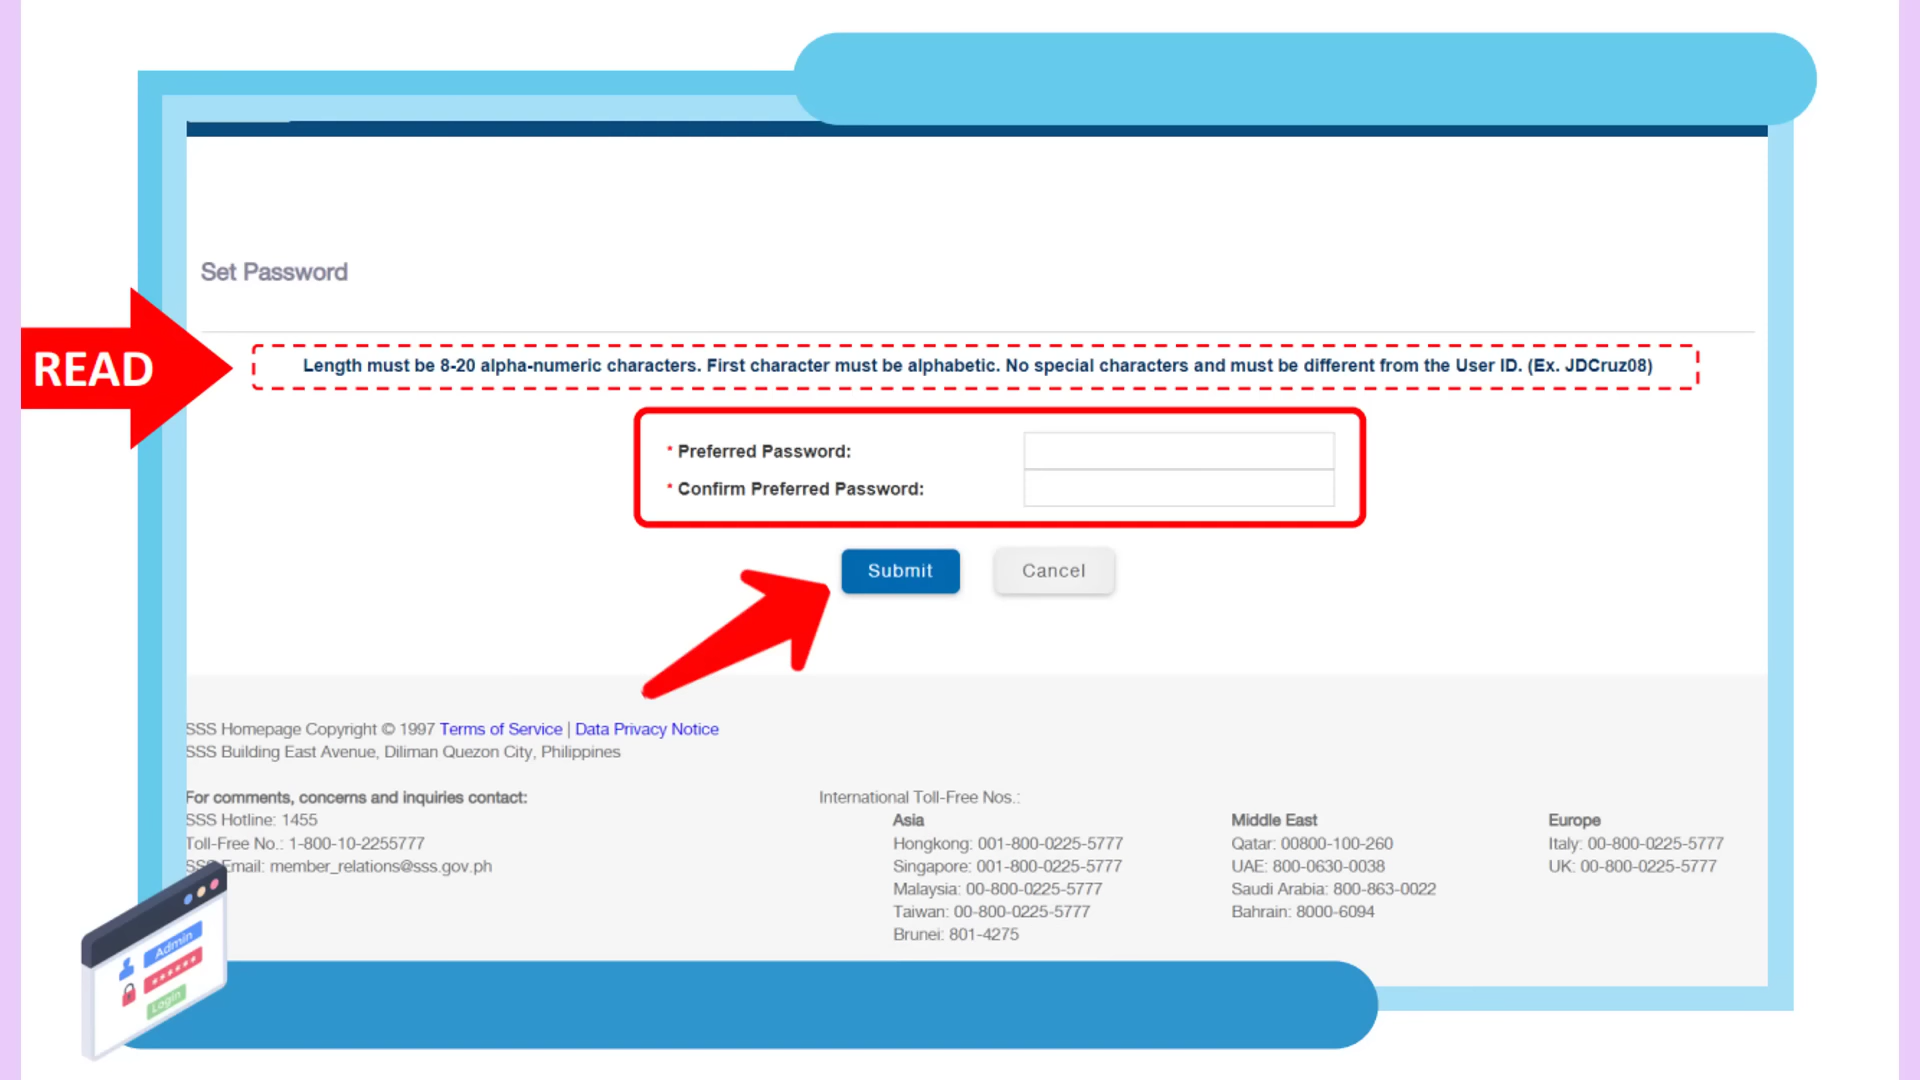 Set Password
READ
Length must be 8-20 alpha-numeric characters. First character must be alphabetic. No special characters and must be different from the User ID. (Ex. JDCruz08)
* Preferred Password:
* Confirm Preferred Password:
Submit Cancel
SSS Homepage Copyright © 1997 Terms of Service | Data Privacy Notice
SSS Building East Avenue, Diliman Quezon City, Philippines
For comments, concerns and inquiries contact:
SSS Hotline: 1455
Toll-Free No.: 1-800-10-2255777
SSS Email: member_relations@sss.gov.ph
International Toll-Free Nos.:
Asia
Hongkong: 001-800-0225-5777
Singapore: 001-800-0225-5777
Malaysia: 00-800-0225-5777
Taiwan: 00-800-0225-5777
Brunei: 801-4275
Middle East
Qatar: 00800-100-260
UAE: 800-0630-0038
Saudi Arabia: 800-863-0022
Bahrain: 8000-6094
Europe
Italy: 00-800-0225-5777
UK: 00-800-0225-5777
Admin
******
Login